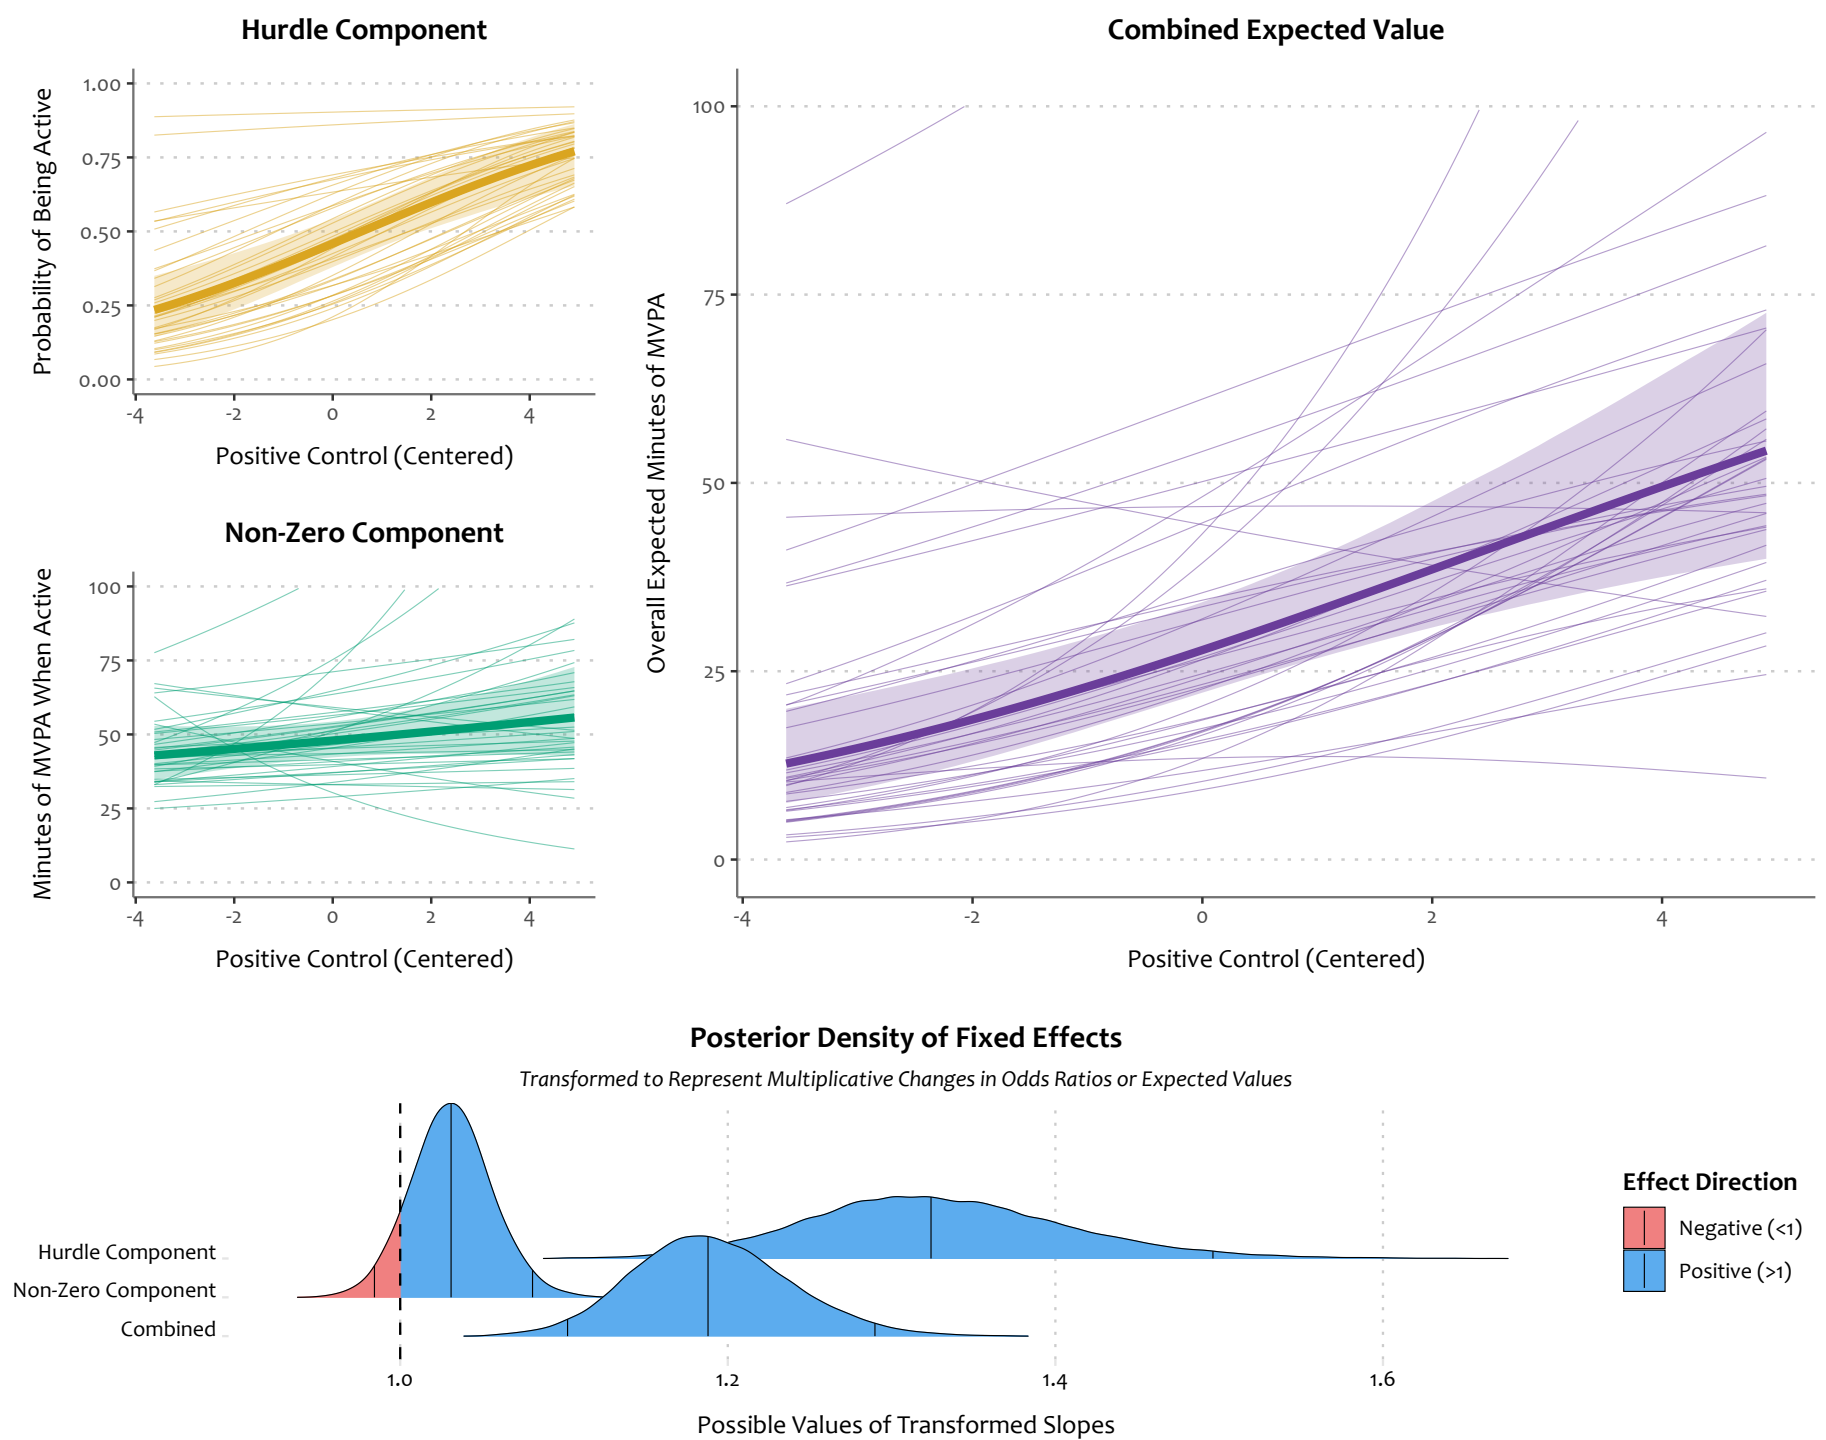 Hurdle Component
Probability of Being Active
1.00
0.75
0.50
0.25
0.00
-4 -2 0 2 4
Positive Control (Centered)
Non-Zero Component
Minutes of MVPA When Active
100
75
50
25
0
-4 -2 0 2 4
Positive Control (Centered)
Combined Expected Value
Overall Expected Minutes of MVPA
100
75
50
25
0
-4 -2 0 2 4
Positive Control (Centered)
Posterior Density of Fixed Effects
Transformed to Represent Multiplicative Changes in Odds Ratios or Expected Values
Hurdle Component
Non-Zero Component
Combined
1.0 1.2 1.4 1.6
Possible Values of Transformed Slopes
Effect Direction
Negative (<1)
Positive (>1)